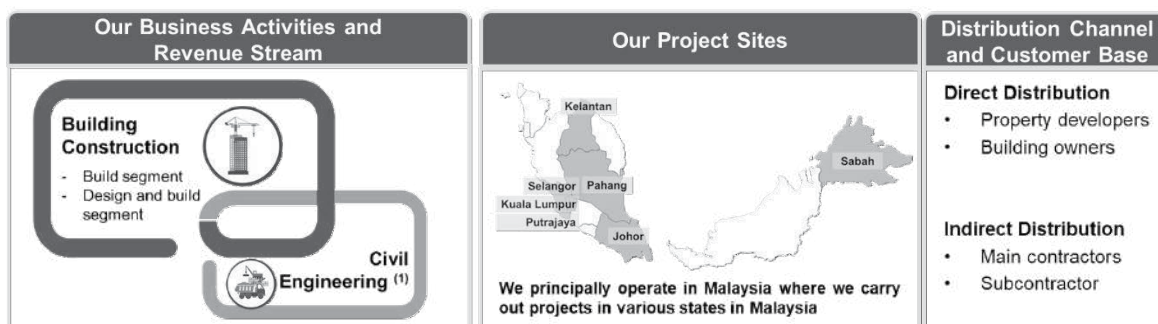 Our Business Activities and
Revenue Stream
Building
Construction
- Build segment
- Design and build
segment
Civil
Engineering (1)
Our Project Sites
Kelantan
Sabah
Selangor
Pahang
Kuala Lumpur
Putrajaya
Johor
We principally operate in Malaysia where we carry
out projects in various states in Malaysia
Distribution Channel
and Customer Base
Direct Distribution
• Property developers
• Building owners
Indirect Distribution
• Main contractors
• Subcontractor